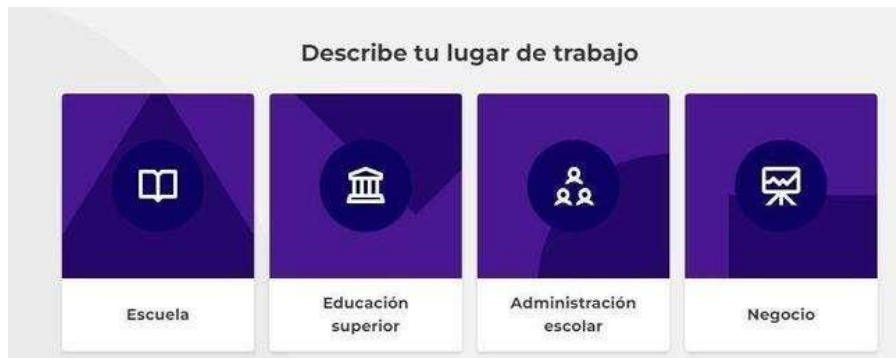 Describe tu lugar de trabajo
Escuela
Educación
superior
Administración
escolar
Negocio